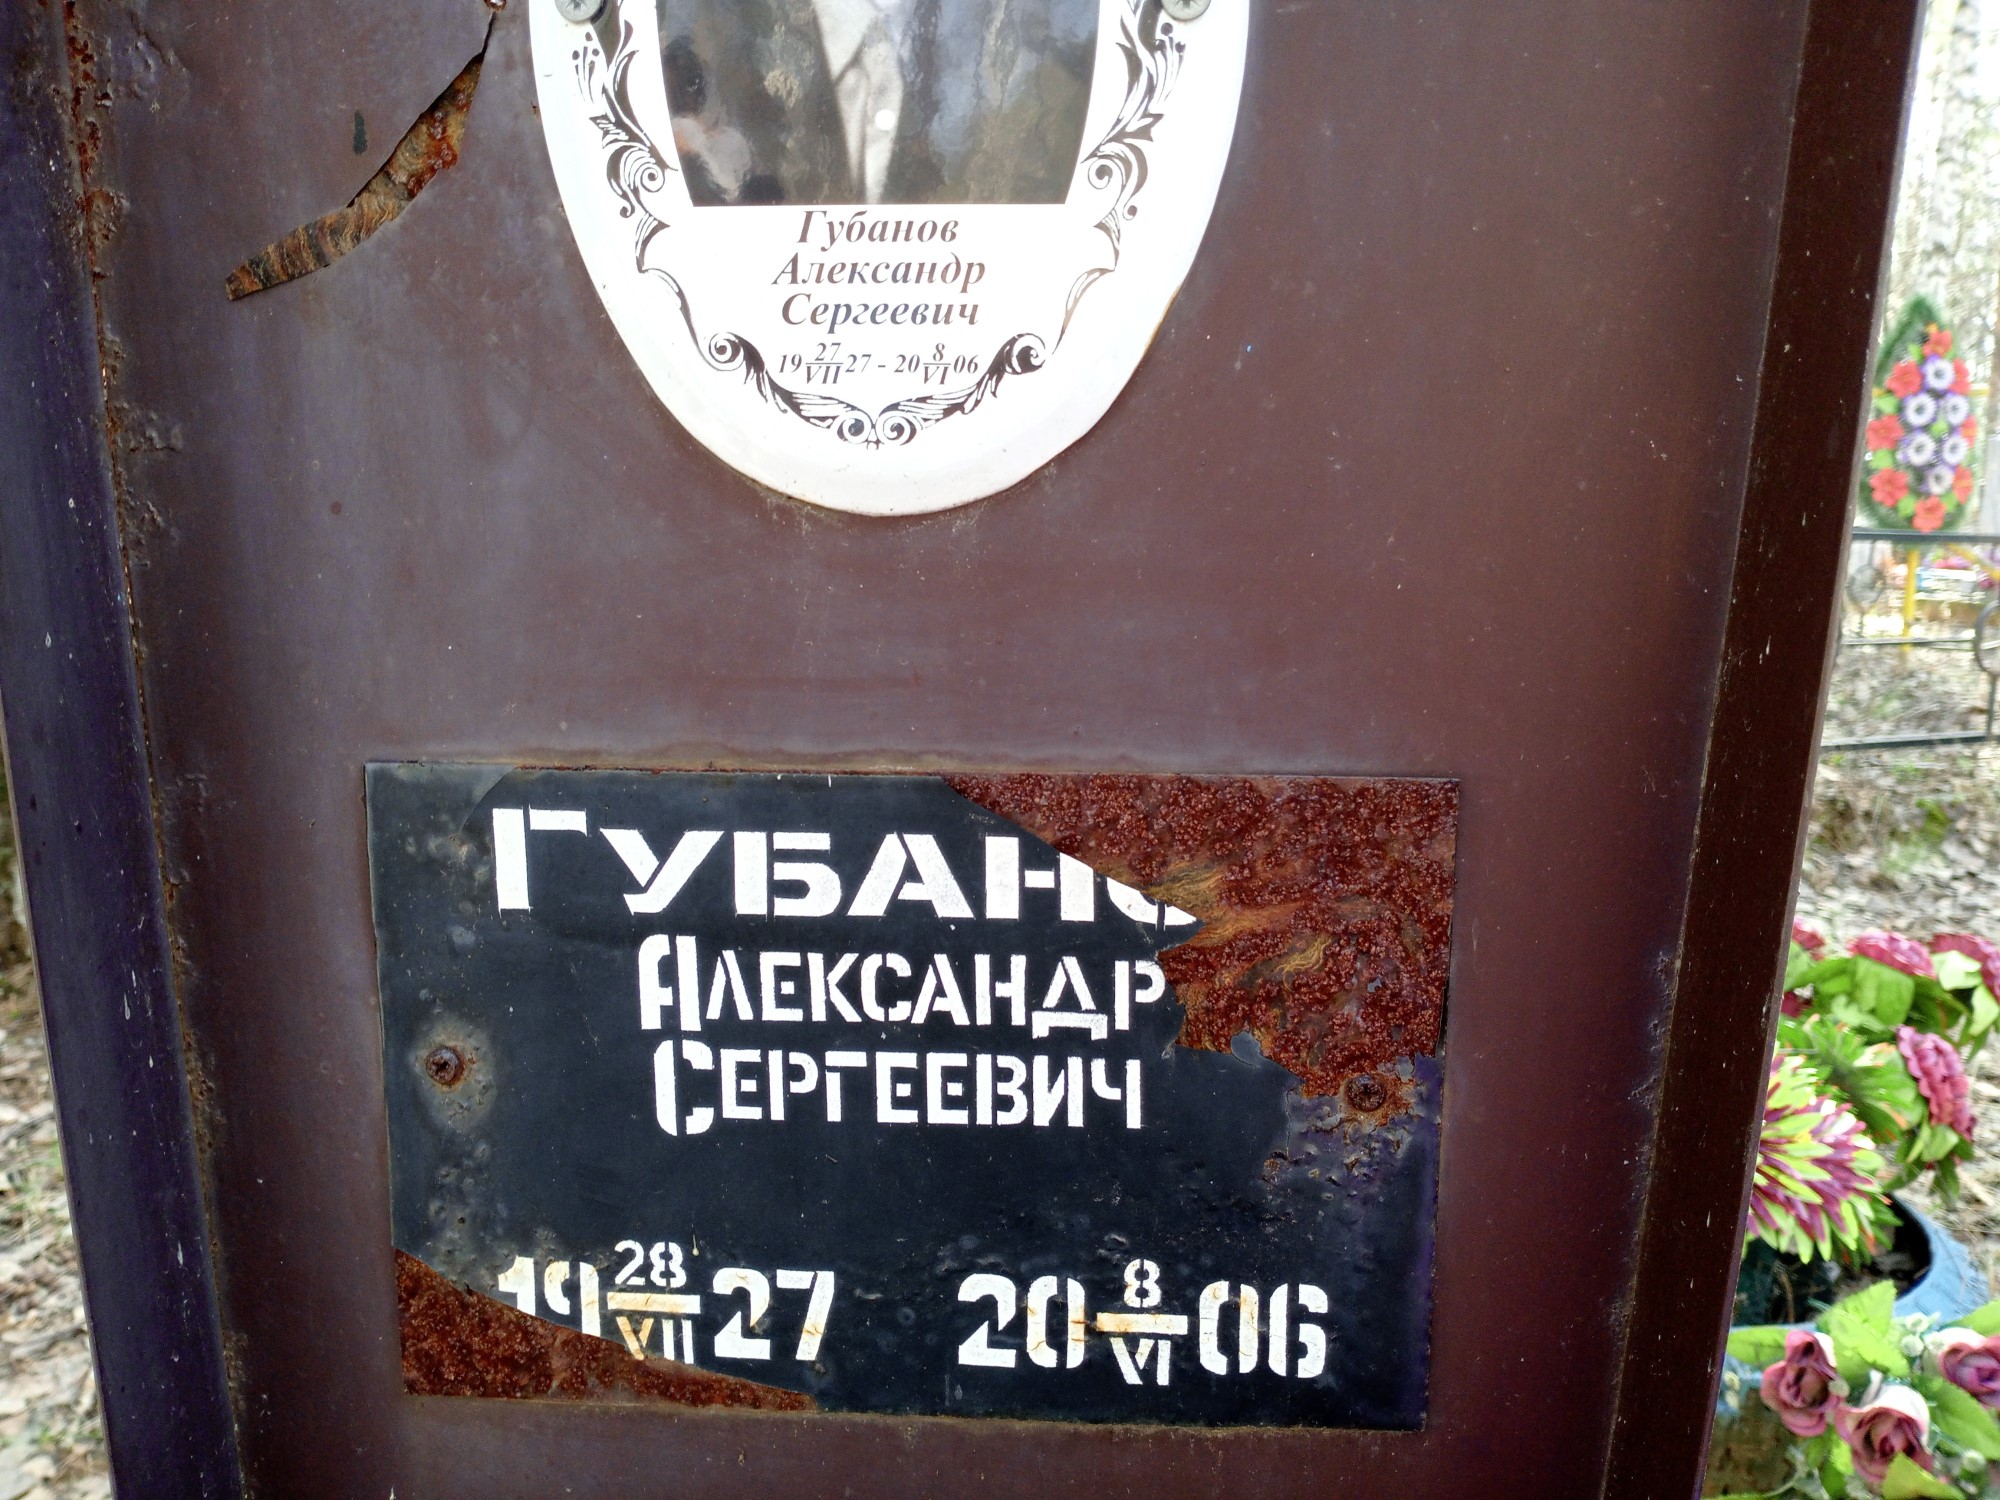 Губанов
Александр
Сергеевич
19 27/VII 27 - 20 8/VI 06
ГУБАНО
АЛЕКСАНДР
СЕРГЕЕВИЧ
19 28/VII 27 20 8/VI 06